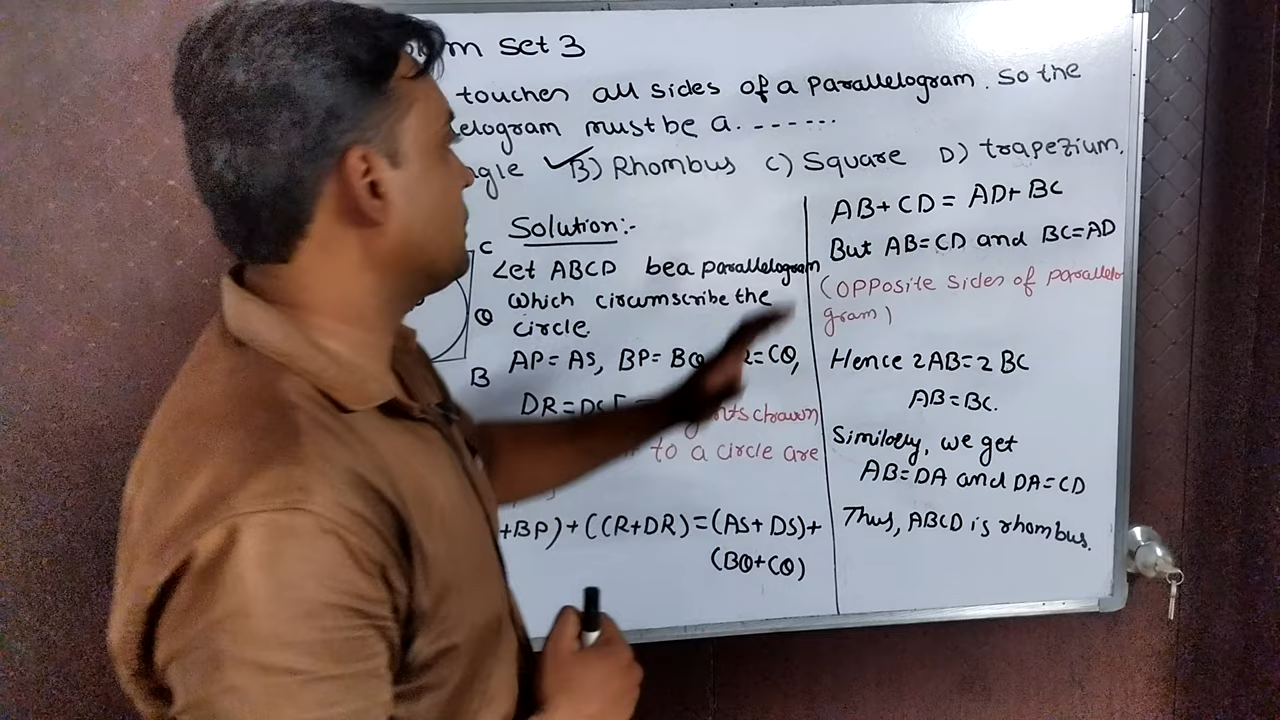 m set 3
touches all sides of a parallelogram. so the
elogram must be a.------
ngle ✓B) Rhombus C) Square D) trapezium.
Solution:-
C
Let ABCD be a parallelogram
which circumscribe the
Q
circle.
AP=AS, BP=BQ, =CQ,
B
DR=DS[ drawn
to a circle are
+BP)+(CR+DR)=(AS+DS)+
(BQ+CQ)
AB+CD=AD+BC
But AB=CD and BC=AD
(opposite sides of parallelo
gram)
Hence 2AB=2BC
AB=BC.
Similarly, we get
AB=DA and DA=CD
Thus, ABCD is rhombus.